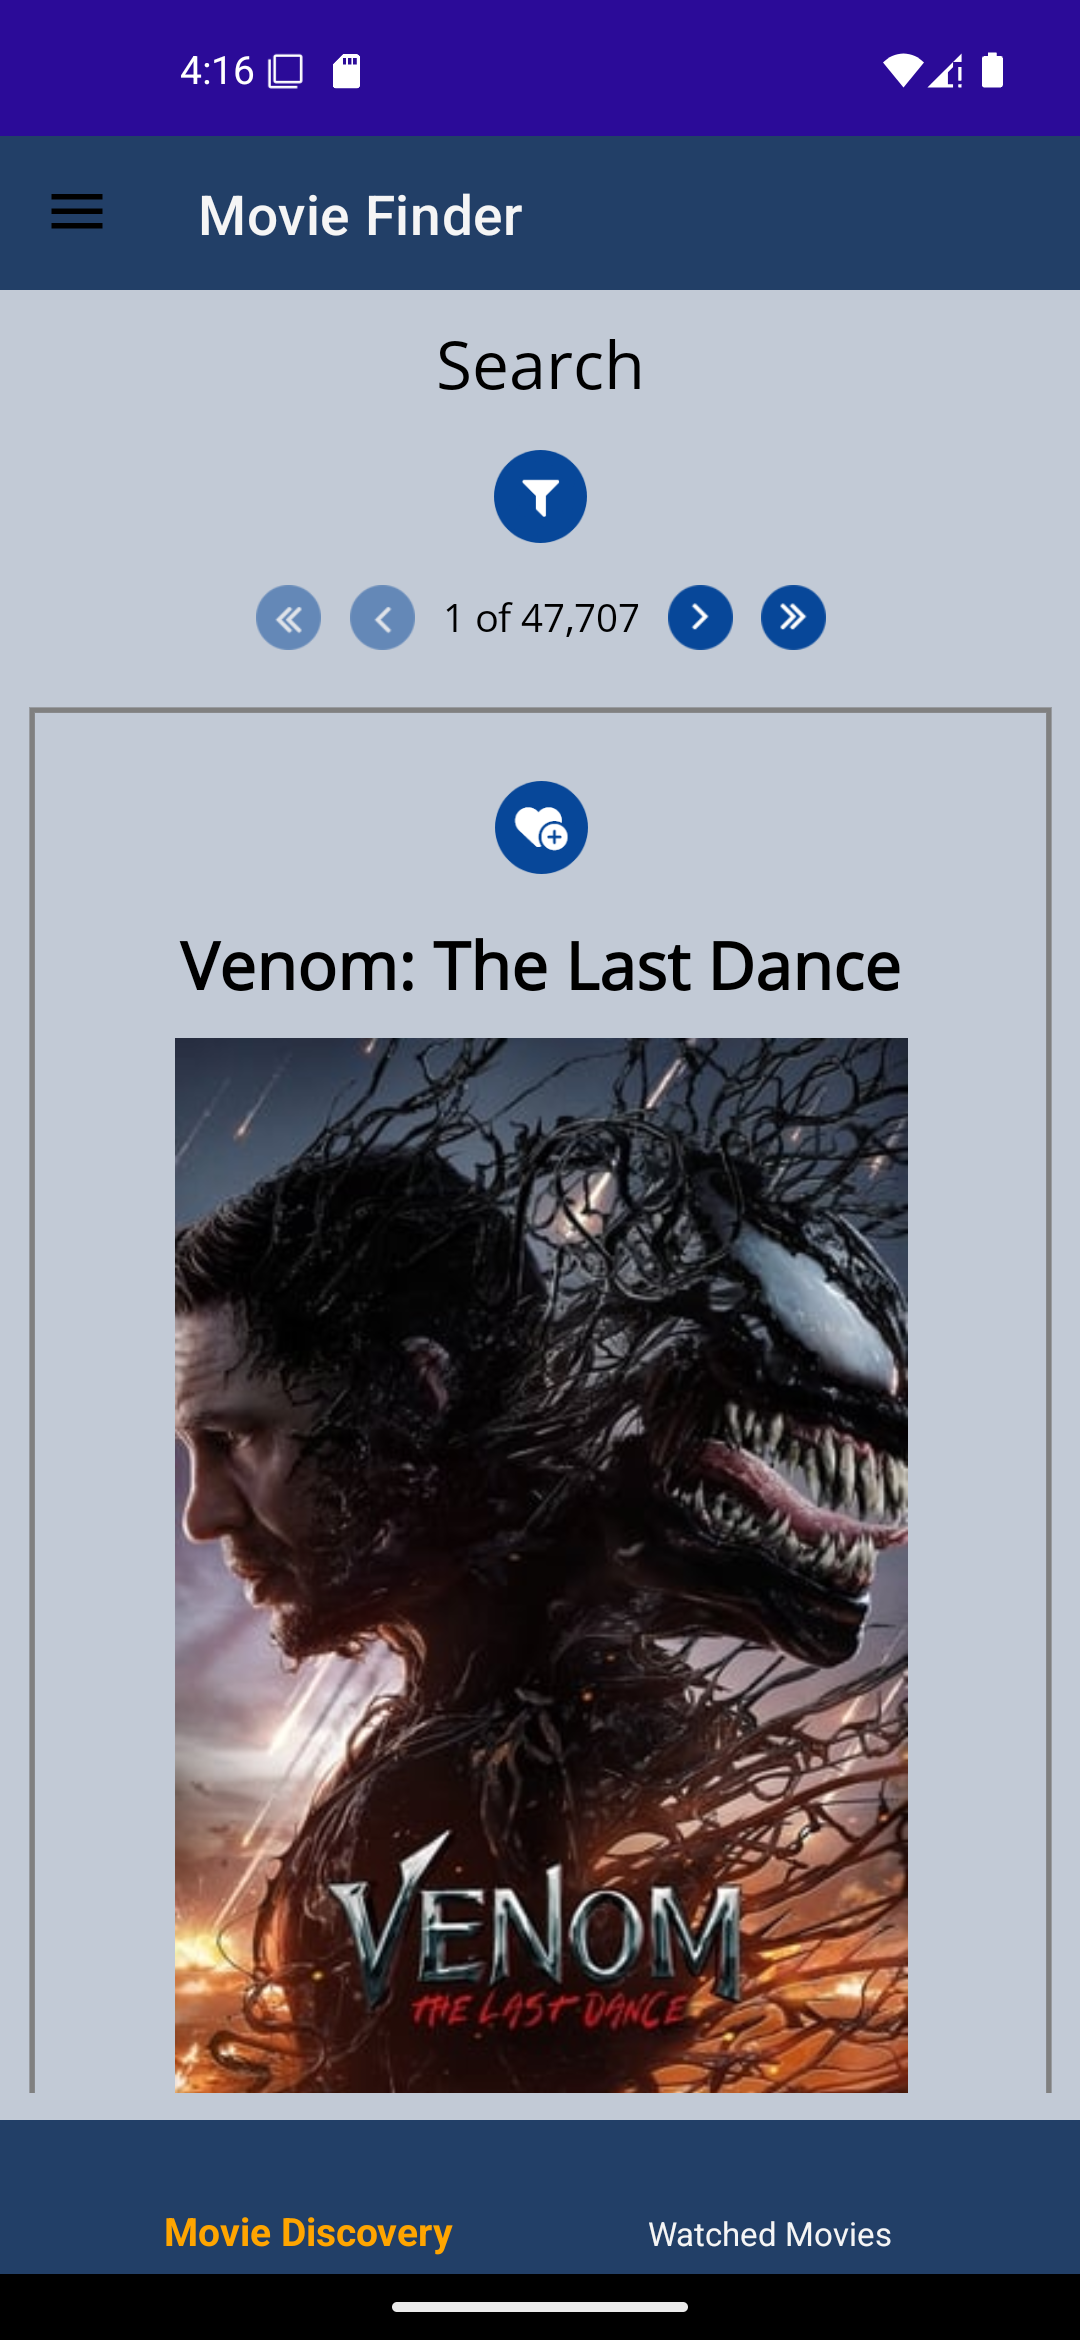 4:16
Movie Finder
Search
1 of 47,707
Venom: The Last Dance
VENOM
THE LAST DANCE
Movie Discovery
Watched Movies